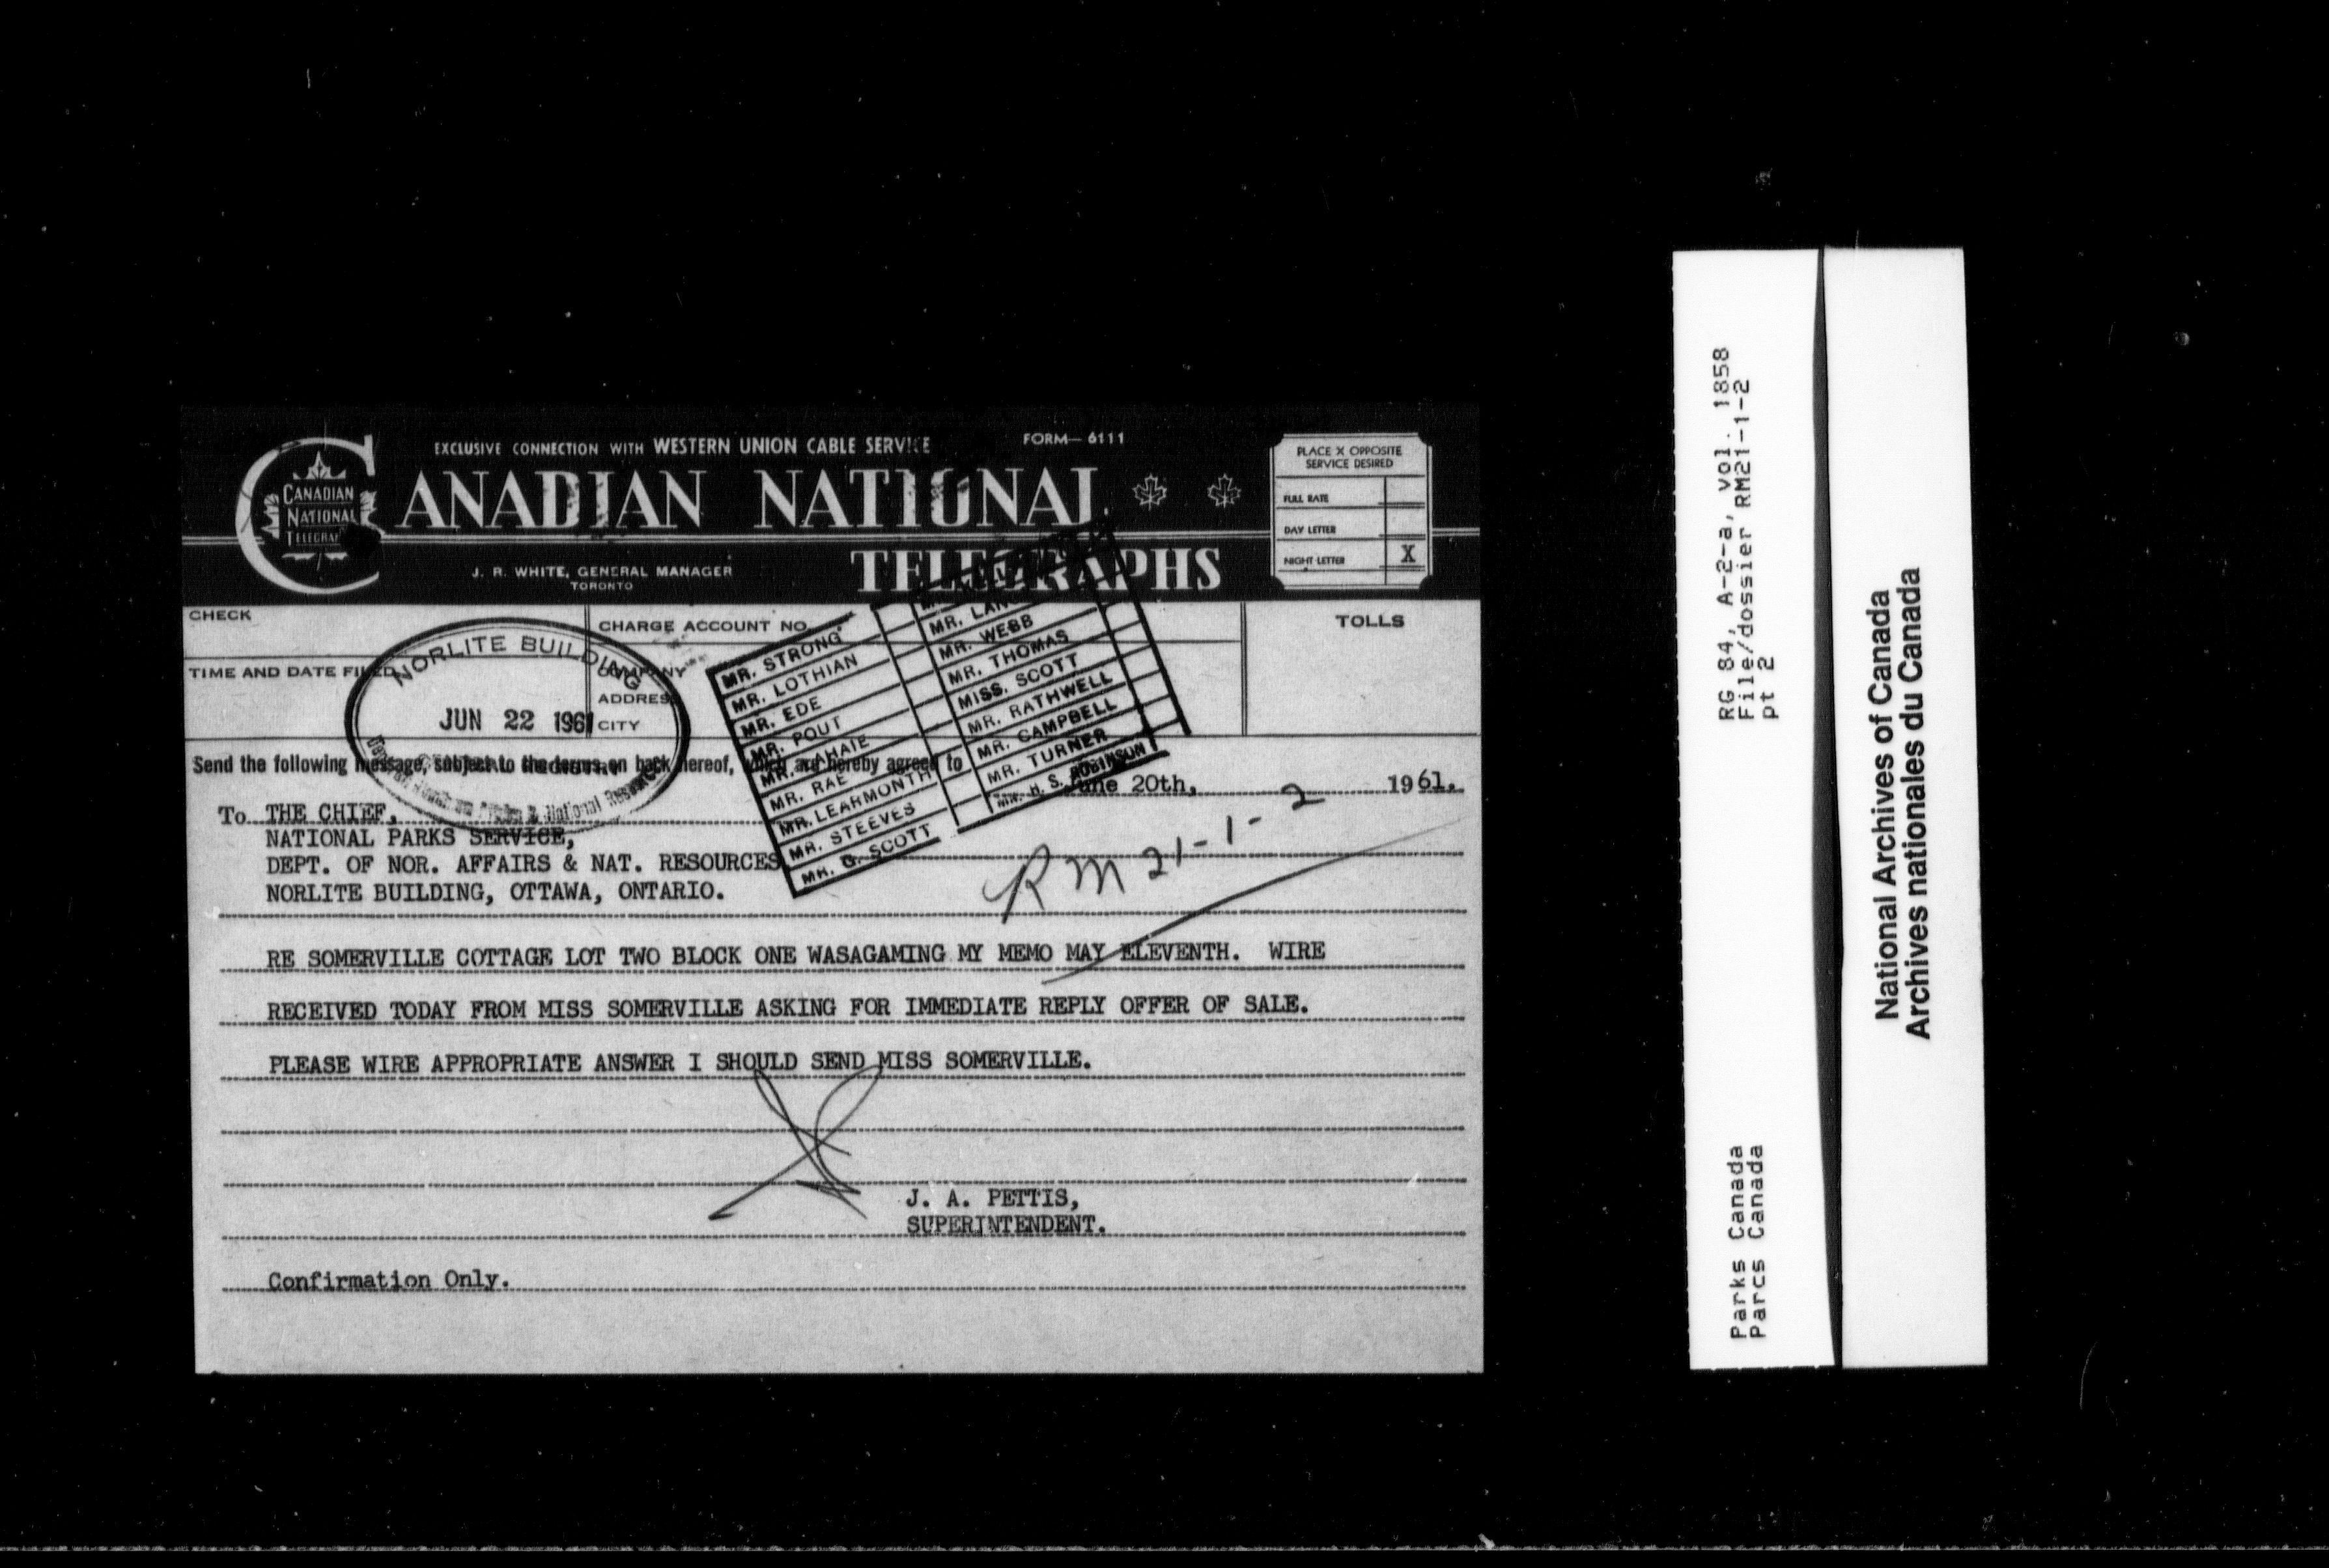 EXCLUSIVE CONNECTION WITH WESTERN UNION CABLE SERVICE
FORM— 6111
CANADIAN NATIONAL
TELEGRAPHS
CANADIAN
NATIONAL
TELEGRAPHS
J. R. WHITE, GENERAL MANAGER
TORONTO
PLACE X OPPOSITE
SERVICE DESIRED
FULL RATE
DAY LETTER
NIGHT LETTER X
CHECK
CHARGE ACCOUNT NO.
TOLLS
TIME AND DATE FILED
COMPANY
ADDRESS
CITY
NORLITE BUILDING
JUN 22 1961
CENTRAL REGISTRY
MR. STRONG
MR. LOTHIAN
MR. EDE
MR. POUT
MR. RAE
MR. LEARMONTH
MR. STEEVES
MR. G. SCOTT
MR. WEBB
MR. THOMAS
MISS. SCOTT
MR. RATHWELL
MR. CAMPBELL
MR. TURNER
MR. H. S. ROBINSON
Send the following message, subject to the terms on back hereof, which are hereby agreed to
June 20th, 1961.
To THE CHIEF,
NATIONAL PARKS SERVICE,
DEPT. OF NOR. AFFAIRS & NAT. RESOURCES
NORLITE BUILDING, OTTAWA, ONTARIO.
RM 21-1-2
RE SOMERVILLE COTTAGE LOT TWO BLOCK ONE WASAGAMING MY MEMO MAY ELEVENTH. WIRE
RECEIVED TODAY FROM MISS SOMERVILLE ASKING FOR IMMEDIATE REPLY OFFER OF SALE.
PLEASE WIRE APPROPRIATE ANSWER I SHOULD SEND MISS SOMERVILLE.
J. A. PETTIS,
SUPERINTENDENT.
Confirmation Only.
RG 84, A-2-a, vol. 1858
File/dossier RM21-1-2
pt 2
Parks Canada
Parcs Canada
National Archives of Canada
Archives nationales du Canada